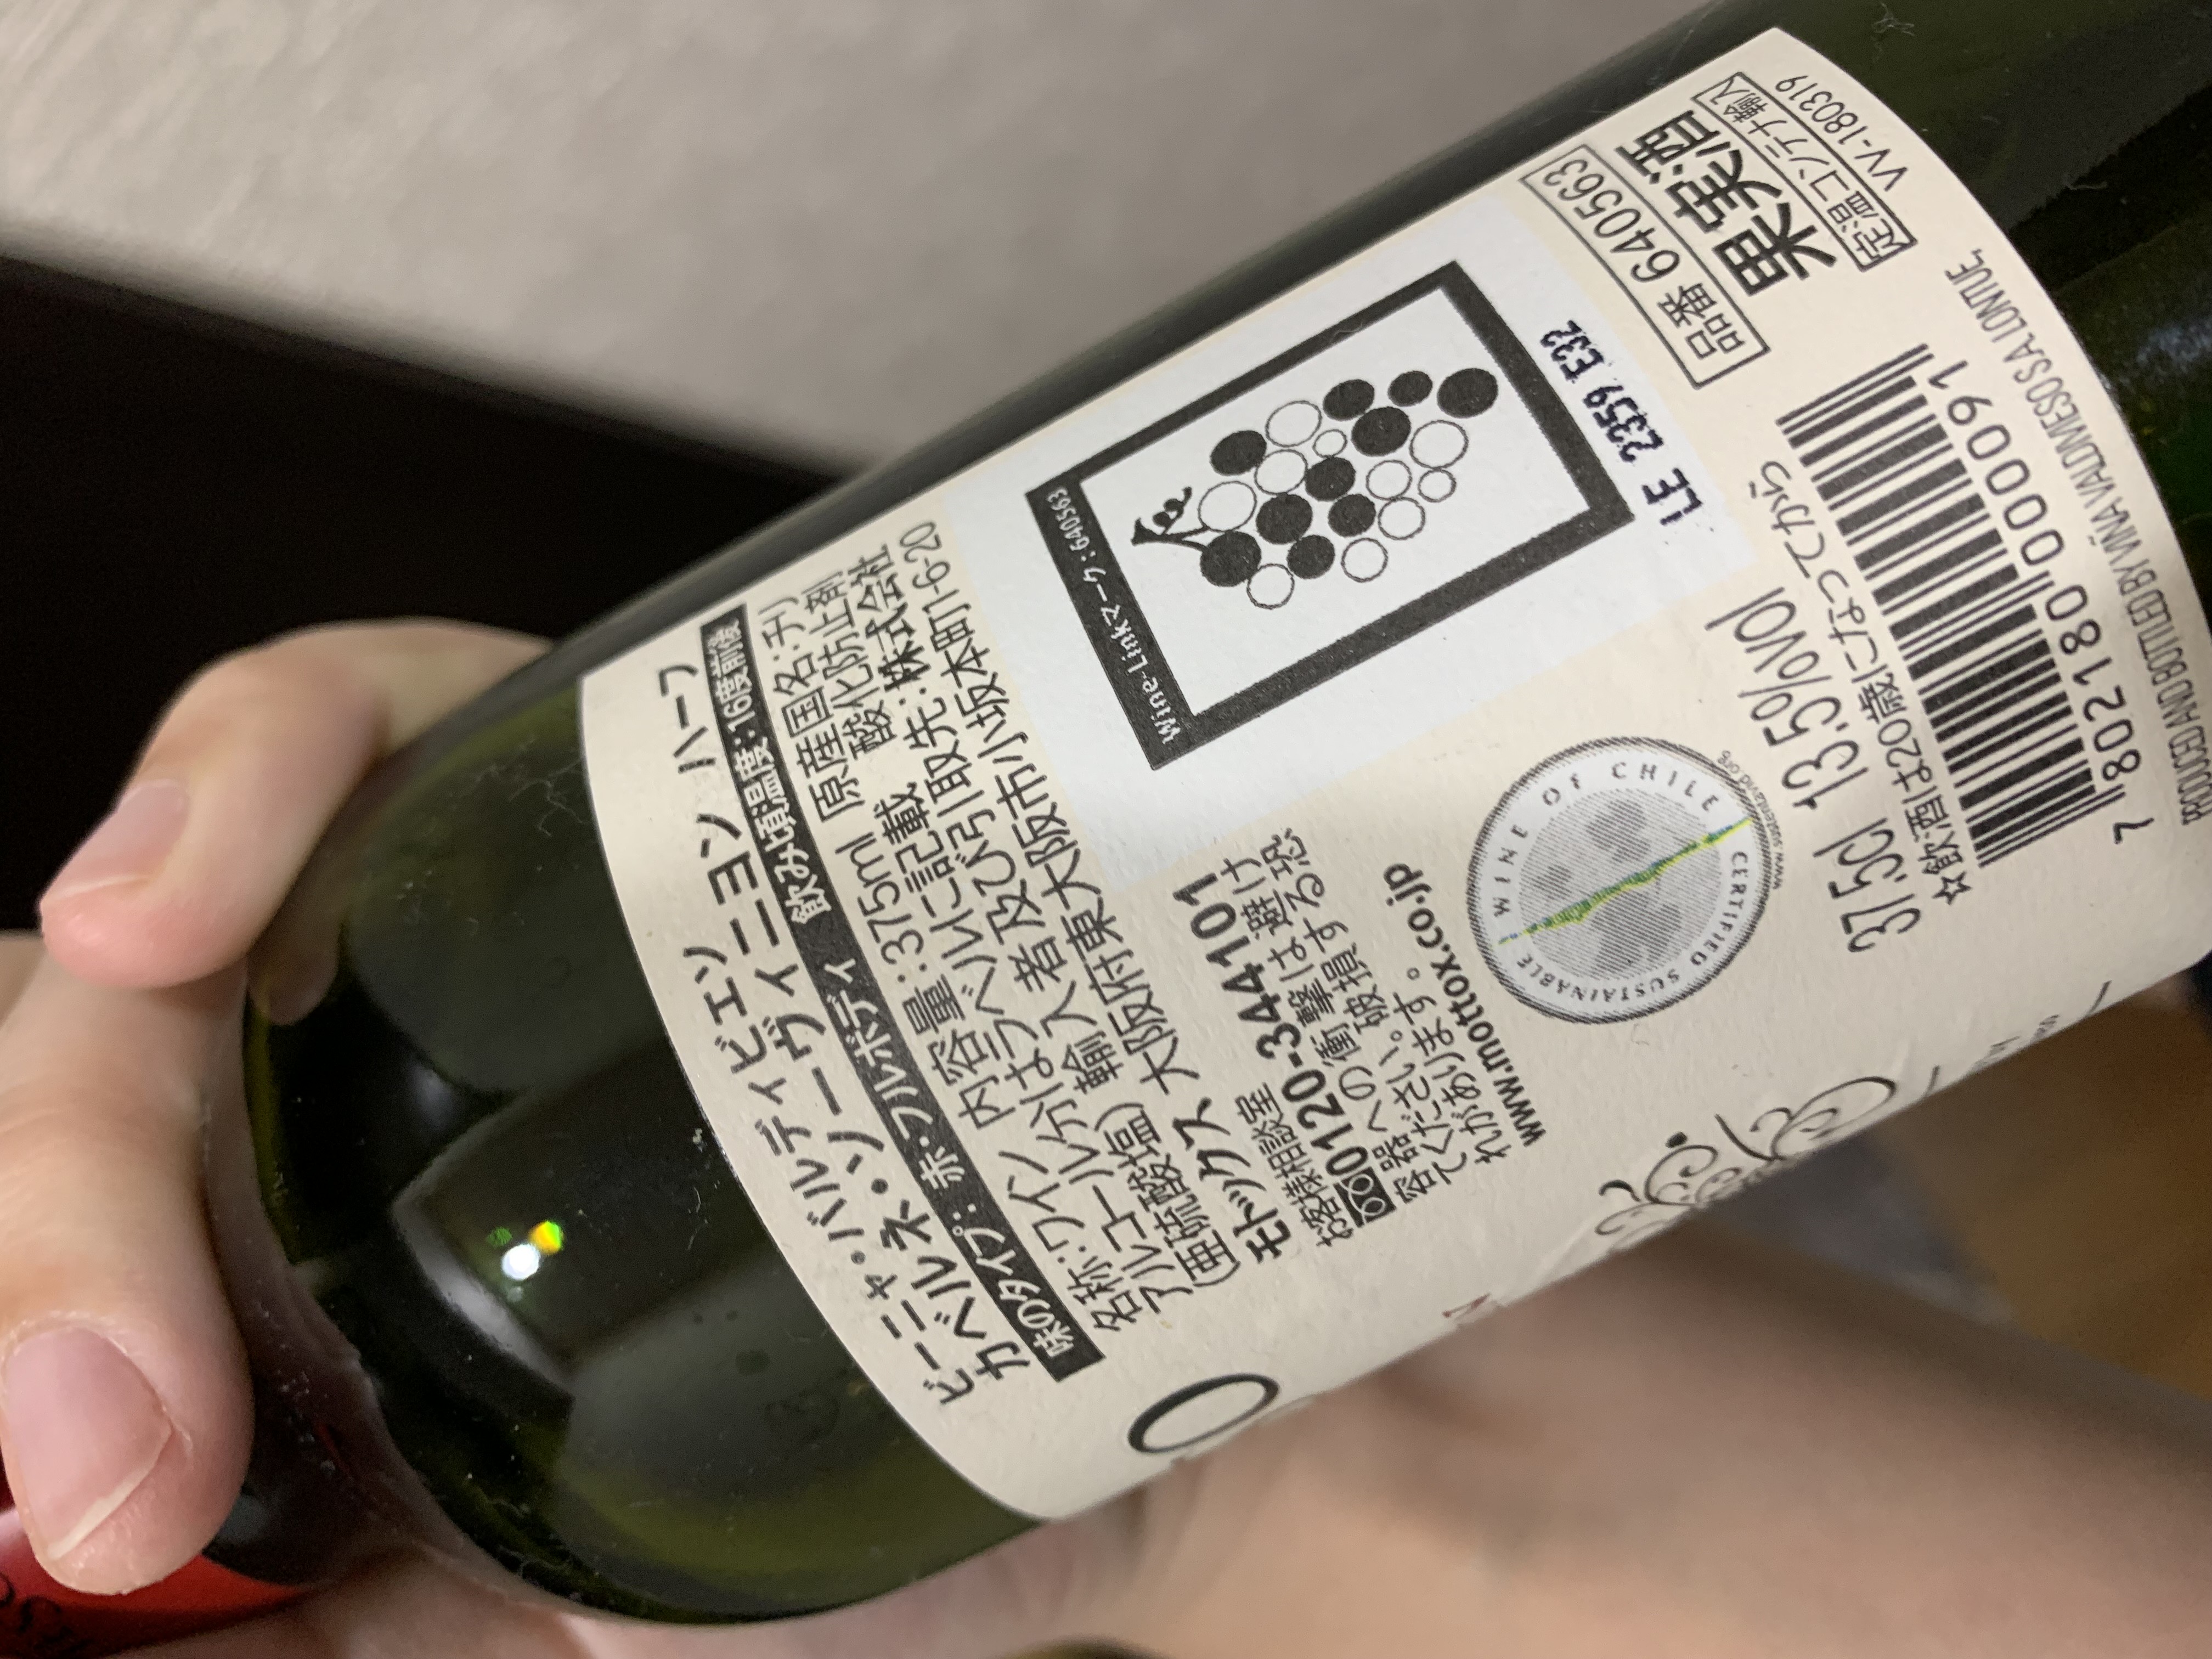 ビーニャ・バルディビエソ
カベルネ・ソーヴィニヨン ハーフ
味のタイプ：赤・フルボディ 飲み頃温度：16度前後
名称：ワイン 内容量：375ml 原産国名：チリ
アルコール分はラベルに記載 酸化防止剤
（亜硫酸塩） 輸入者及び引取先：株式会社
モトックス 大阪府東大阪市小坂本町1-6-20
お客様相談室
0120-344101
容器への衝撃は避け
てください。破損する恐
れがあります。
www.mottox.co.jp
Wine-Linkマーク：640563
LE 2359 E32
CERTIFIED SUSTAINABLE WINE OF CHILE
www.sustentavid.org
37.5cl 13.5%vol
☆飲酒は20歳になってから
品番 640563
果実酒
定温コンテナ輸入
VV-180319
7 802180 000091
PRODUCED AND BOTTLED BY VIÑA VALDIVIESO S.A. LONTUE,
O